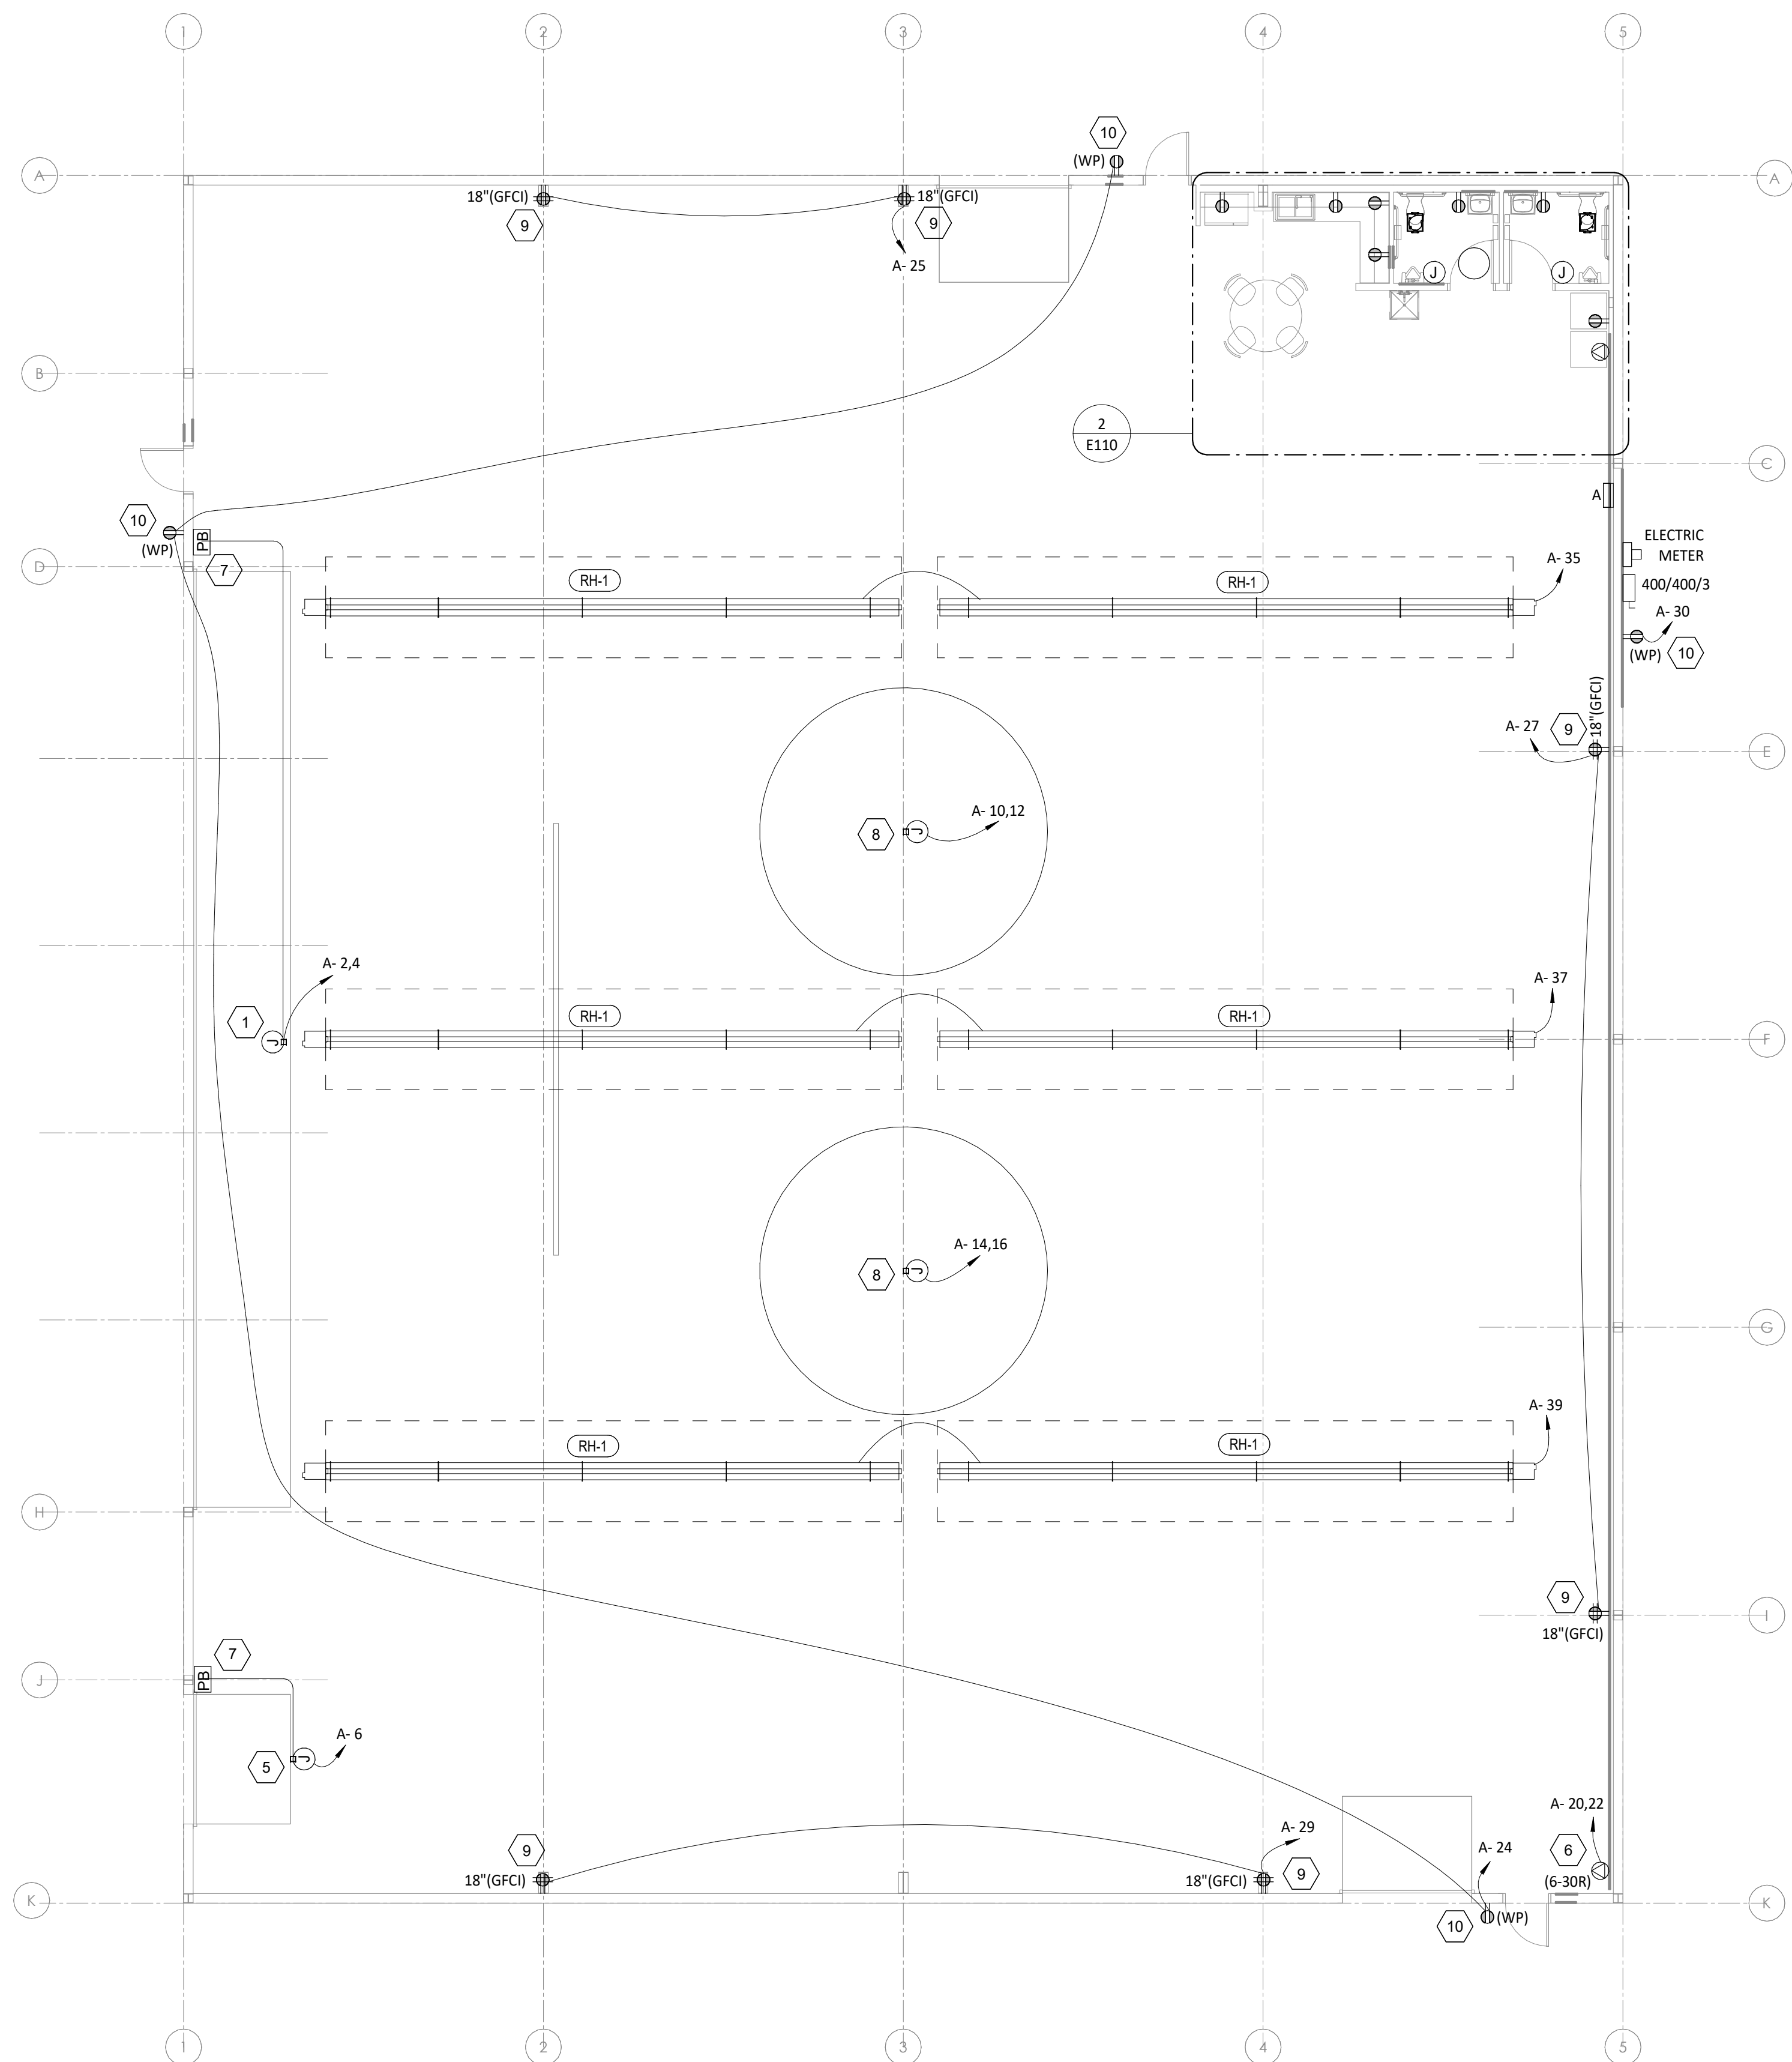 1
2
3
4
5
10
(WP)
A
A
18"(GFCI)
18"(GFCI)
9
9
A- 25
J
J
B
2
E110
C
A
10
(WP)
PB
ELECTRIC
METER
D
7
RH-1
RH-1
A- 35
400/400/3
A- 30
(WP)
10
18"(GFCI)
A- 27
9
E
A- 10,12
8
J
A- 2,4
A- 37
1
RH-1
RH-1
J
F
A- 14,16
8
J
G
A- 39
RH-1
RH-1
H
9
I
18"(GFCI)
7
J
PB
A- 6
5
J
A- 20,22
A- 29
9
A- 24
6
18"(GFCI)
18"(GFCI)
9
(6-30R)
K
K
10
(WP)
1
2
3
4
5